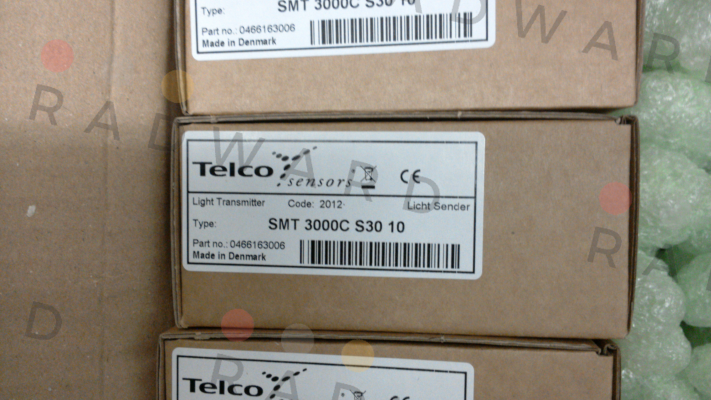 Type: SMT 3000C S30 10
Part no.: 0466163006
Made in Denmark
Telco sensors CE
Light Transmitter Code: 2012 Licht Sender
Type: SMT 3000C S30 10
Part no.: 0466163006
Made in Denmark
Telco
RADWARD
RADWARD